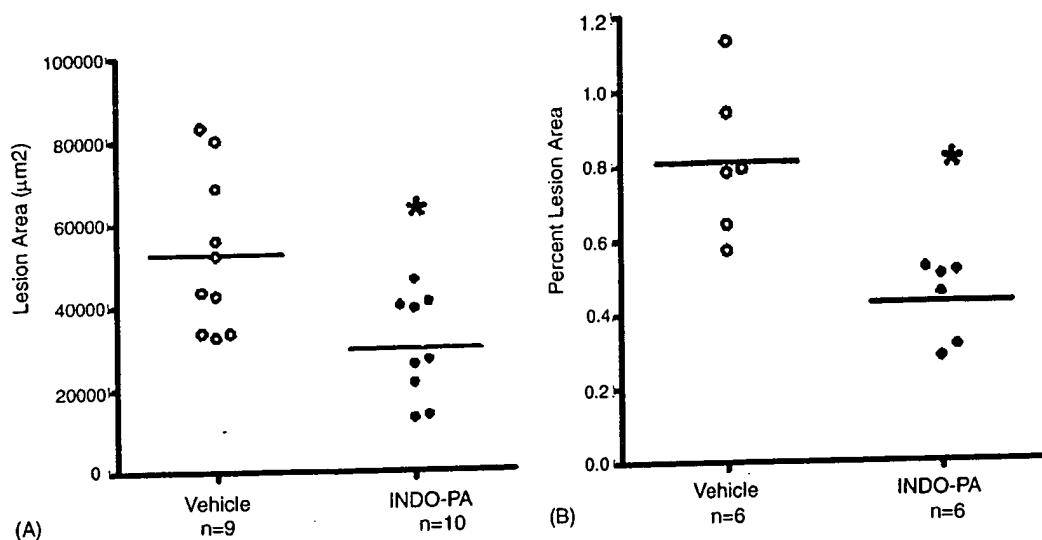 100000
80000
60000
40000
20000
0
Lesion Area (μm2)
*
Vehicle
n=9
INDO-PA
n=10
(A)
1.2
1.0
0.8
0.6
0.4
0.2
0.0
Percent Lesion Area
*
Vehicle
n=6
INDO-PA
n=6
(B)